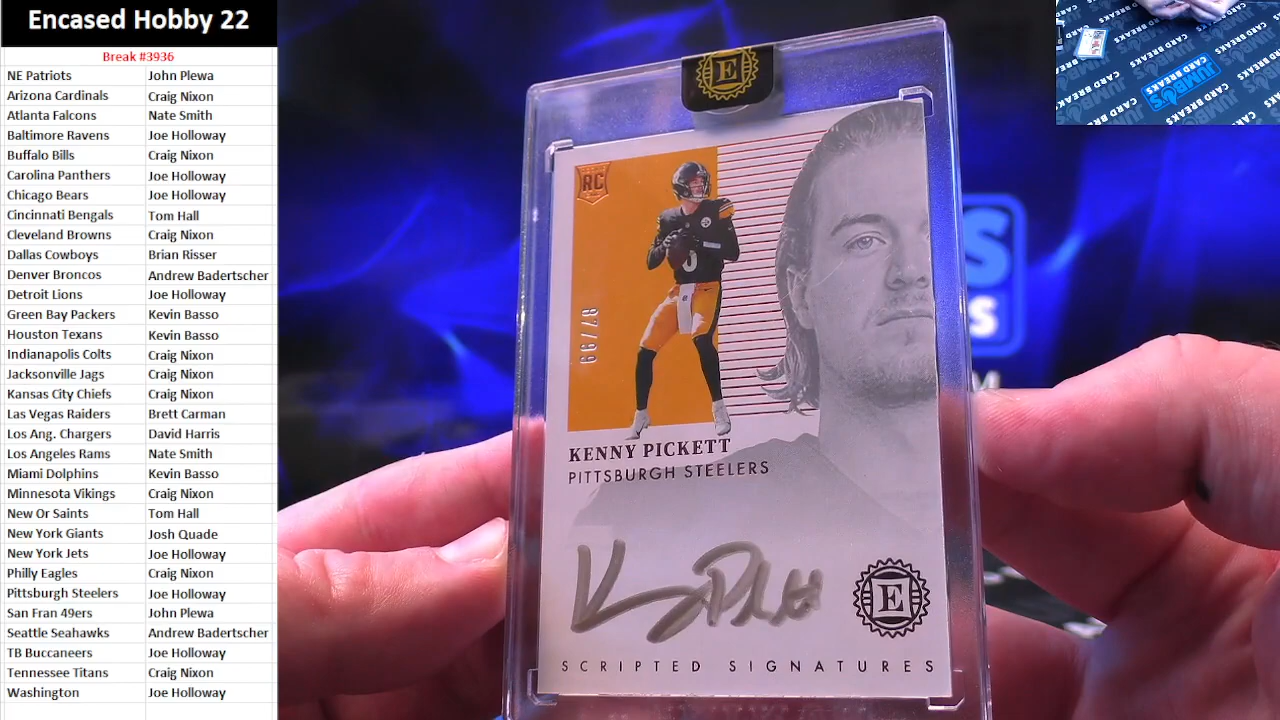 Encased Hobby 22
Break #3936
NE Patriots John Plewa
Arizona Cardinals Craig Nixon
Atlanta Falcons Nate Smith
Baltimore Ravens Joe Holloway
Buffalo Bills Craig Nixon
Carolina Panthers Joe Holloway
Chicago Bears Joe Holloway
Cincinnati Bengals Tom Hall
Cleveland Browns Craig Nixon
Dallas Cowboys Brian Risser
Denver Broncos Andrew Badertscher
Detroit Lions Joe Holloway
Green Bay Packers Kevin Basso
Houston Texans Kevin Basso
Indianapolis Colts Craig Nixon
Jacksonville Jags Craig Nixon
Kansas City Chiefs Craig Nixon
Las Vegas Raiders Brett Carman
Los Ang. Chargers David Harris
Los Angeles Rams Nate Smith
Miami Dolphins Kevin Basso
Minnesota Vikings Craig Nixon
New Or Saints Tom Hall
New York Giants Josh Quade
New York Jets Joe Holloway
Philly Eagles Craig Nixon
Pittsburgh Steelers Joe Holloway
San Fran 49ers John Plewa
Seattle Seahawks Andrew Badertscher
TB Buccaneers Joe Holloway
Tennessee Titans Craig Nixon
Washington Joe Holloway
E
RC
87/99
KENNY PICKETT
PITTSBURGH STEELERS
E
SCRIPTED SIGNATURES
JUMBO'S
CARD BREAKS